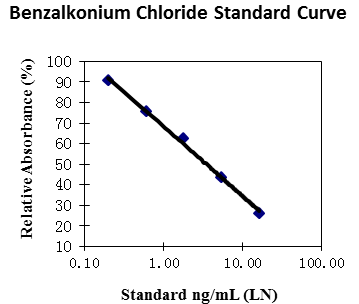 Benzalkonium Chloride Standard Curve
Relative Absorbance (%)
100
90
80
70
60
50
40
30
20
10
0.10 1.00 10.00 100.00
Standard ng/mL (LN)